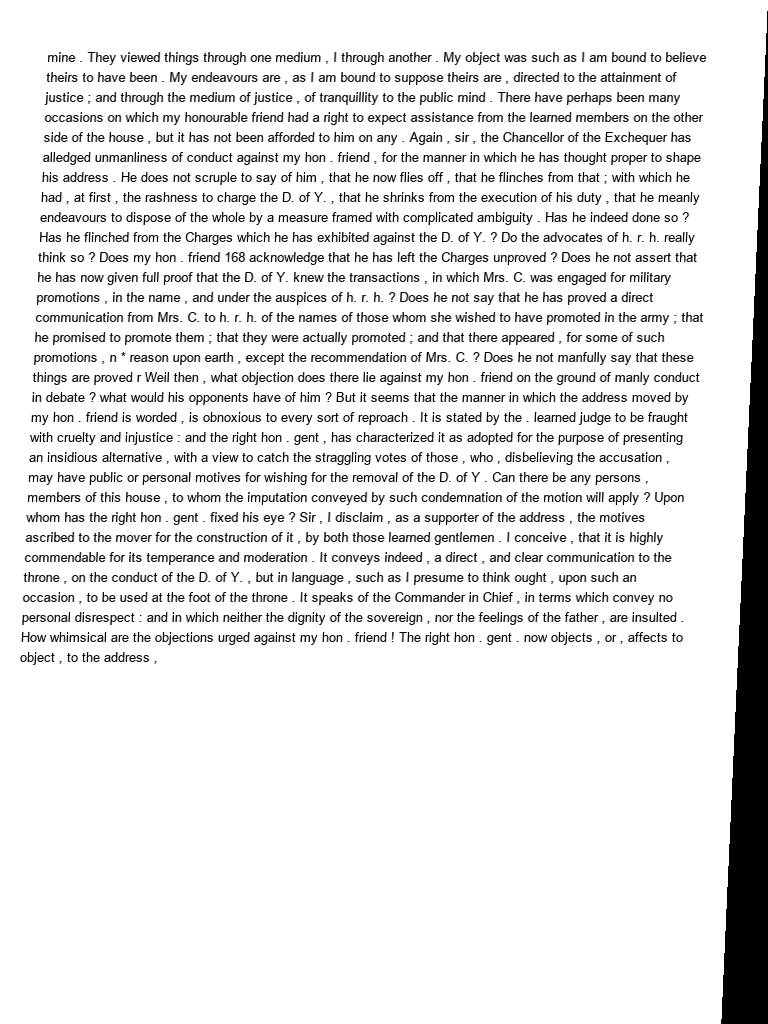 mine . They viewed things through one medium , I through another . My object was such as I am bound to believe
theirs to have been . My endeavours are , as I am bound to suppose theirs are , directed to the attainment of
justice ; and through the medium of justice , of tranquillity to the public mind . There have perhaps been many
occasions on which my honourable friend had a right to expect assistance from the learned members on the other
side of the house , but it has not been afforded to him on any . Again , sir , the Chancellor of the Exchequer has
alledged unmanliness of conduct against my hon . friend , for the manner in which he has thought proper to shape
his address . He does not scruple to say of him , that he now flies off , that he flinches from that ; with which he
had , at first , the rashness to charge the D. of Y. , that he shrinks from the execution of his duty , that he meanly
endeavours to dispose of the whole by a measure framed with complicated ambiguity . Has he indeed done so ?
Has he flinched from the Charges which he has exhibited against the D. of Y. ? Do the advocates of h. r. h. really
think so ? Does my hon . friend 168 acknowledge that he has left the Charges unproved ? Does he not assert that
he has now given full proof that the D. of Y. knew the transactions , in which Mrs. C. was engaged for military
promotions , in the name , and under the auspices of h. r. h. ? Does he not say that he has proved a direct
communication from Mrs. C. to h. r. h. of the names of those whom she wished to have promoted in the army ; that
he promised to promote them ; that they were actually promoted ; and that there appeared , for some of such
promotions , n * reason upon earth , except the recommendation of Mrs. C. ? Does he not manfully say that these
things are proved r Weil then , what objection does there lie against my hon . friend on the ground of manly conduct
in debate ? what would his opponents have of him ? But it seems that the manner in which the address moved by
my hon . friend is worded , is obnoxious to every sort of reproach . It is stated by the . learned judge to be fraught
with cruelty and injustice : and the right hon . gent , has characterized it as adopted for the purpose of presenting
an insidious alternative , with a view to catch the straggling votes of those , who , disbelieving the accusation ,
may have public or personal motives for wishing for the removal of the D. of Y . Can there be any persons ,
members of this house , to whom the imputation conveyed by such condemnation of the motion will apply ? Upon
whom has the right hon . gent . fixed his eye ? Sir , I disclaim , as a supporter of the address , the motives
ascribed to the mover for the construction of it , by both those learned gentlemen . I conceive , that it is highly
commendable for its temperance and moderation . It conveys indeed , a direct , and clear communication to the
throne , on the conduct of the D. of Y. , but in language , such as I presume to think ought , upon such an
occasion , to be used at the foot of the throne . It speaks of the Commander in Chief , in terms which convey no
personal disrespect : and in which neither the dignity of the sovereign , nor the feelings of the father , are insulted .
How whimsical are the objections urged against my hon . friend ! The right hon . gent . now objects , or , affects to
object , to the address ,